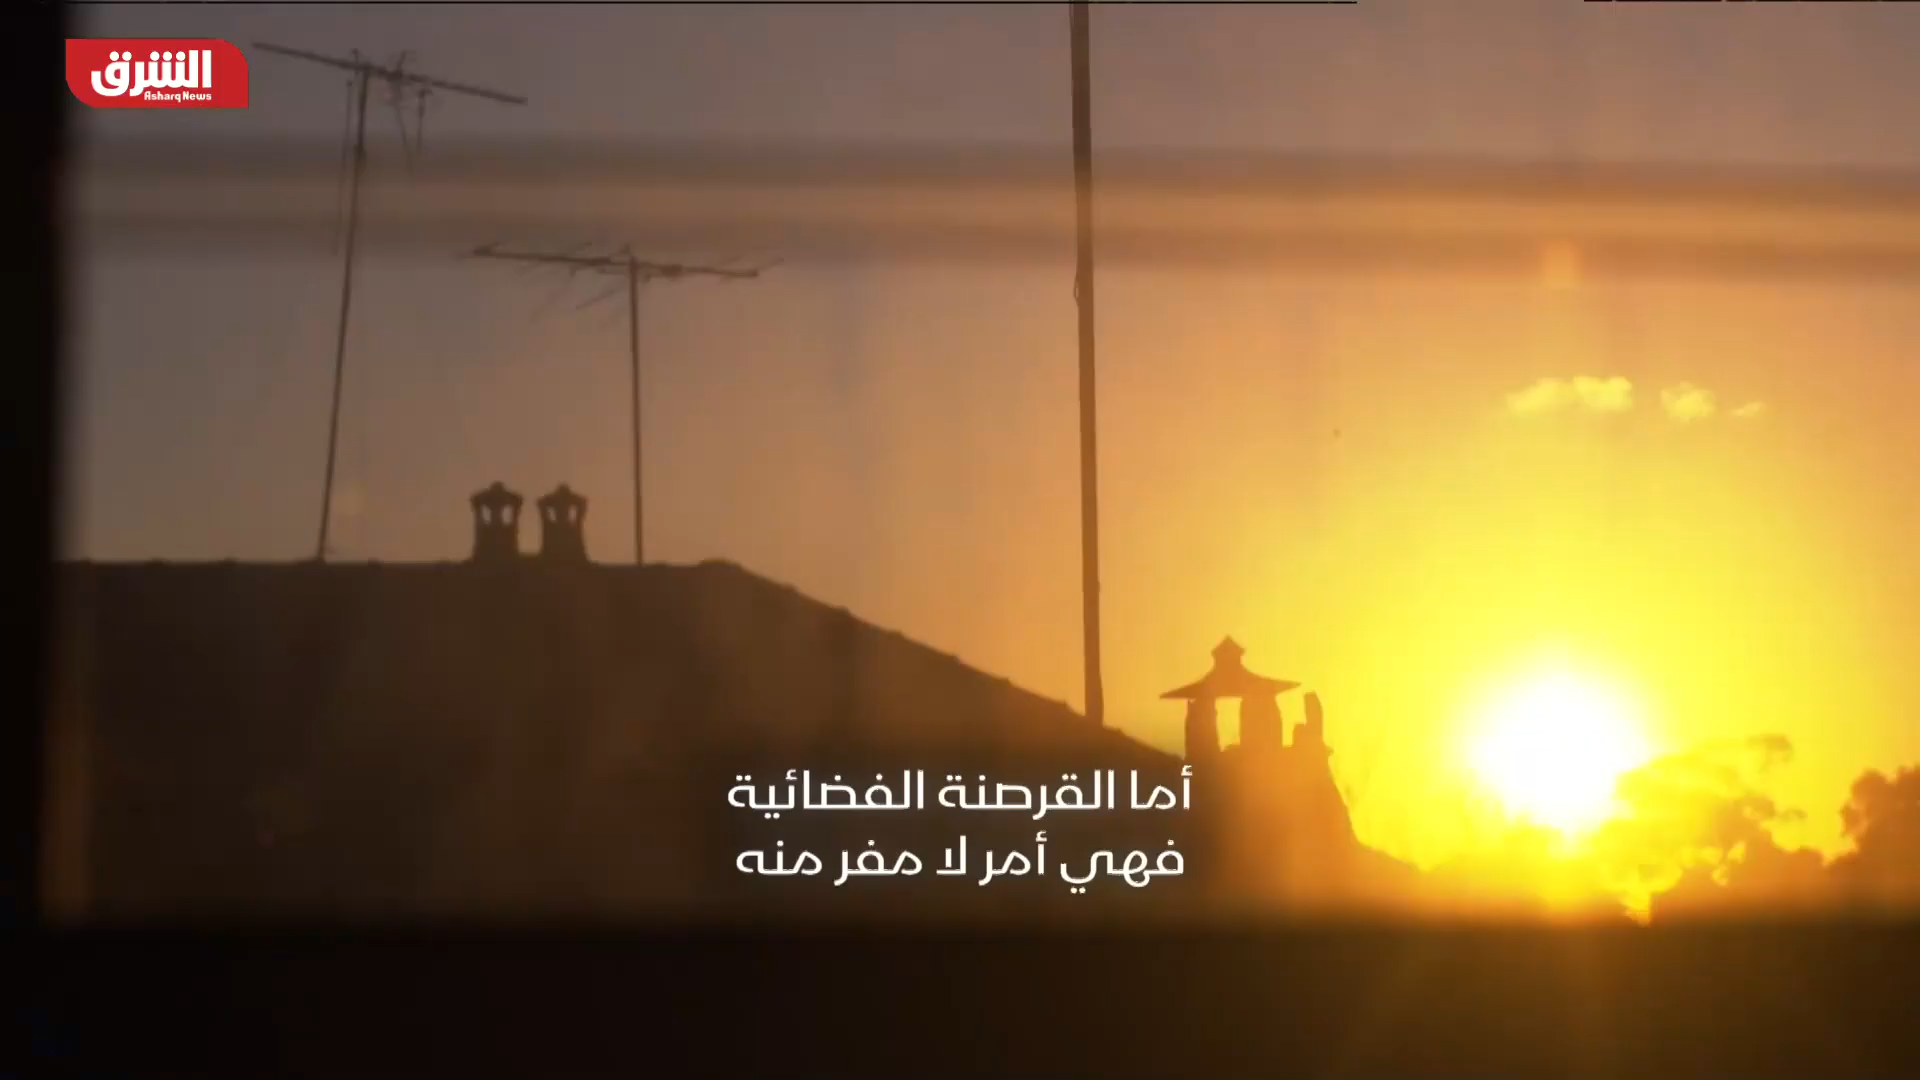 الشرق
Asharq News
أما القرصنة الفضائية
فهي أمر لا مفر منه